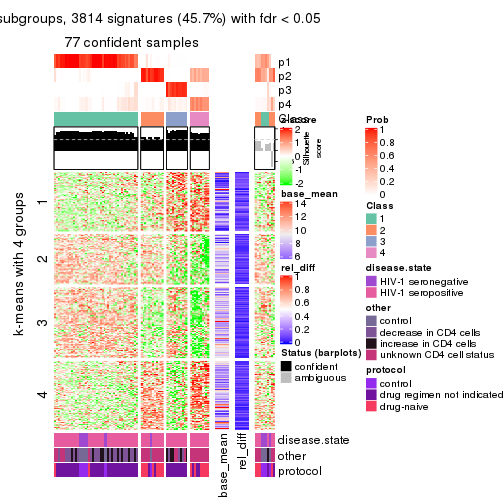 subgroups, 3814 signatures (45.7%) with fdr < 0.05
77 confident samples
p1
p2
p3
p4
Class
z-score
2
1
0
-1
-2
Silhouette
score
k-means with 4 groups
1
2
3
4
base_mean
14
12
10
8
6
rel_diff
1
0.8
0.6
0.4
0.2
0
Status (barplots)
confident
ambiguous
Prob
1
0.8
0.6
0.4
0.2
0
Class
1
2
3
4
disease.state
HIV-1 seronegative
HIV-1 seropositive
other
control
decrease in CD4 cells
increase in CD4 cells
unknown CD4 cell status
protocol
control
drug regimen not indicated
drug-naive
disease.state
other
protocol
base_mean
rel_diff